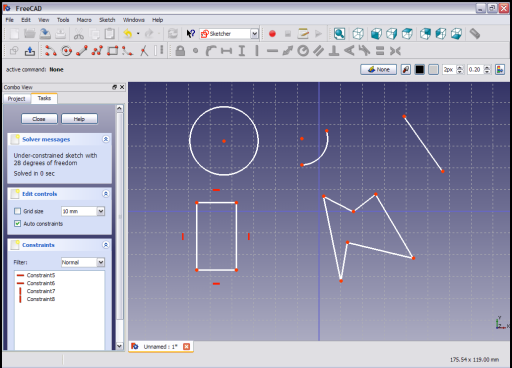 FreeCAD
File Edit View Tools Macro Sketch Windows Help
Sketcher
active command: None
None
2px
0.20
Combo View
Project Tasks
Close Help
Solver messages
Under-constrained sketch with
28 degrees of freedom
Solved in 0 sec
Edit controls
Grid size 10 mm
Auto constraints
Constraints
Filter: Normal
Constraint5
Constraint6
Constraint7
Constraint8
Y
Z X
Unnamed : 1*
175.54 x 119.00 mm